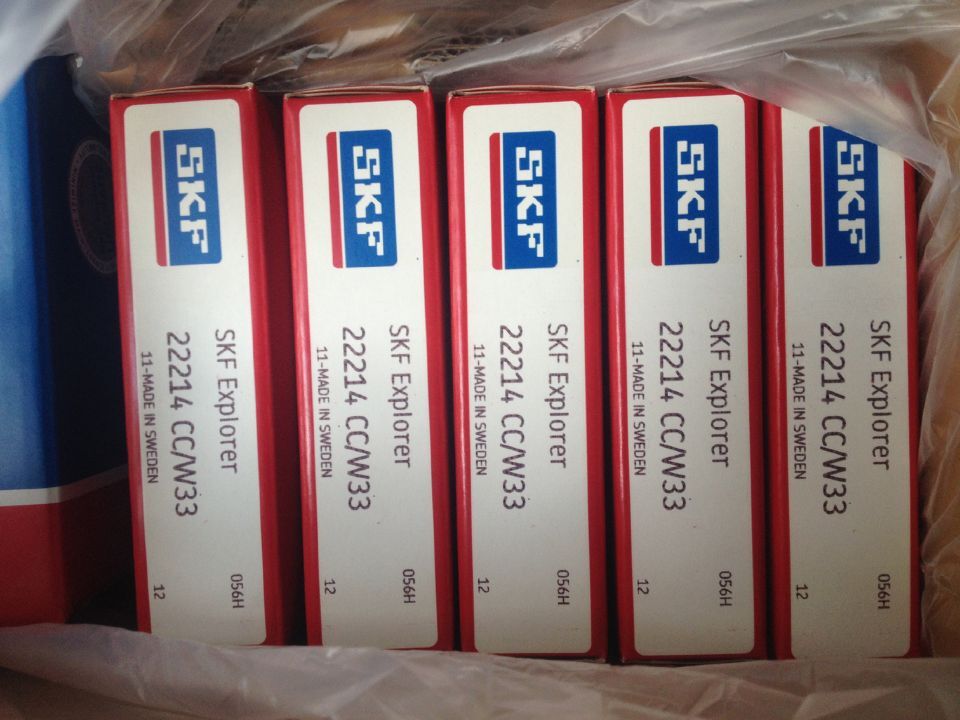 SKF
SKF Explorer
22214 CC/W33
11-MADE IN SWEDEN
056H
12
SKF
SKF Explorer
22214 CC/W33
11-MADE IN SWEDEN
056H
12
SKF
SKF Explorer
22214 CC/W33
11-MADE IN SWEDEN
056H
12
SKF
SKF Explorer
22214 CC/W33
11-MADE IN SWEDEN
056H
12
SKF
SKF Explorer
22214 CC/W33
11-MADE IN SWEDEN
056H
12